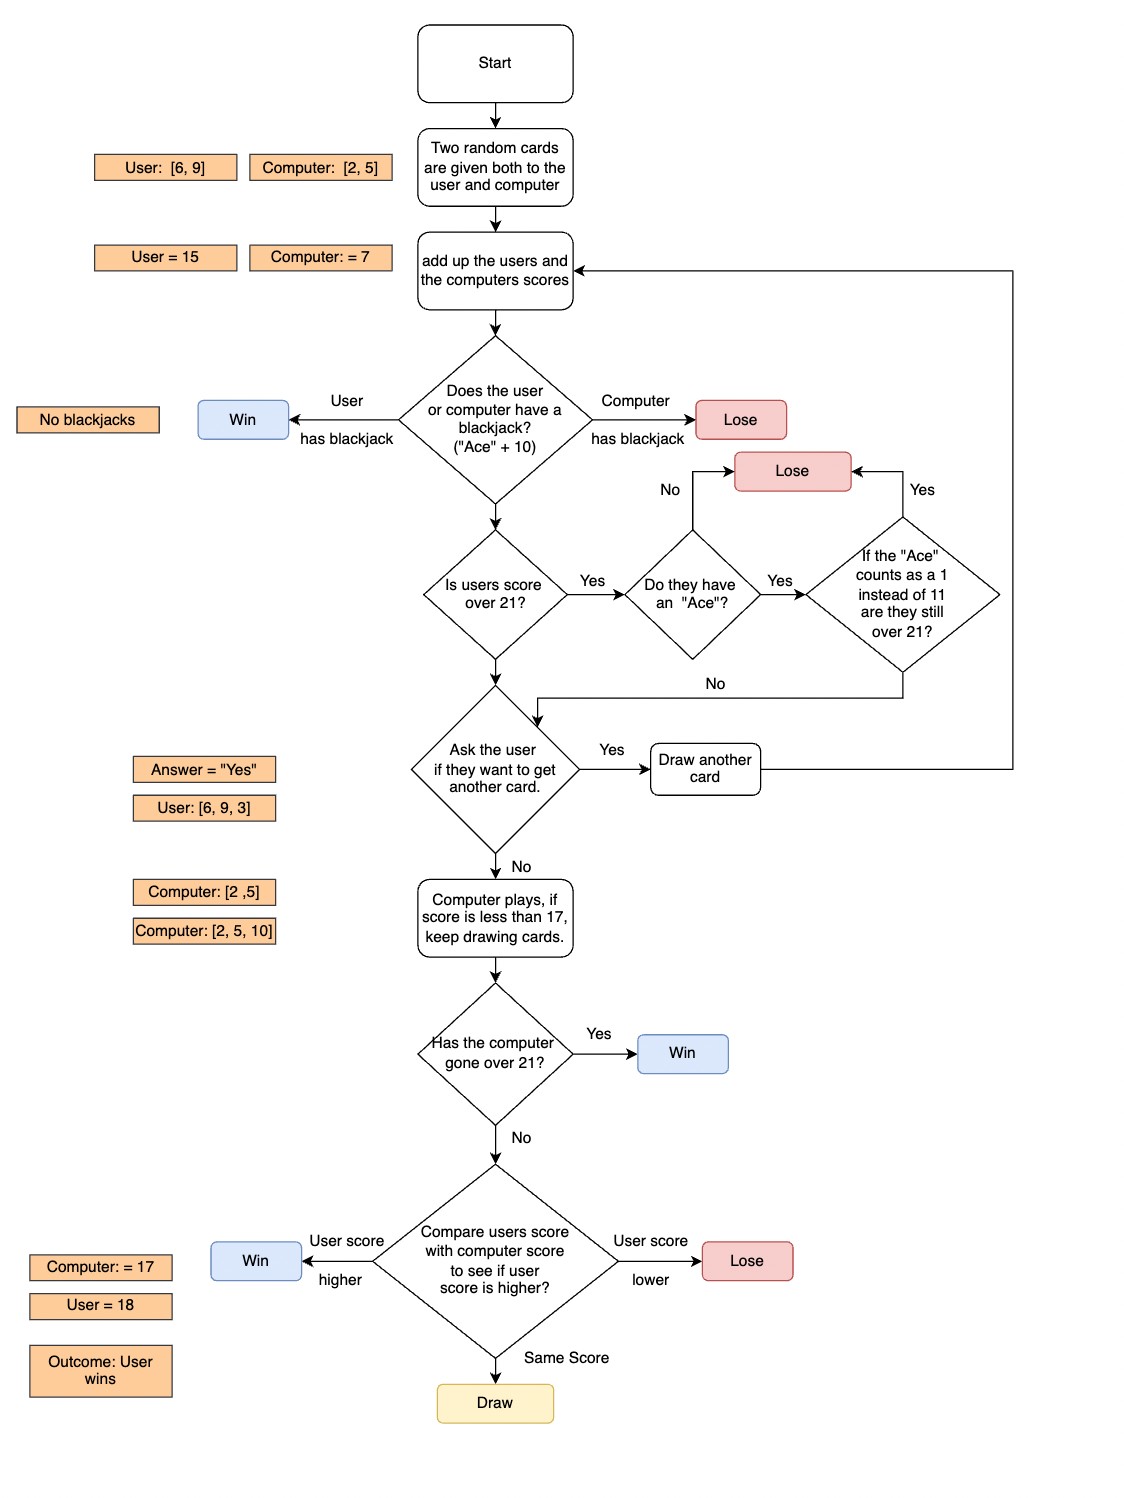 Start
Two random cards
are given both to the
user and computer
User:  [6, 9]
Computer:  [2, 5]
User = 15
Computer: = 7
add up the users and
the computers scores
Does the user
or computer have a
blackjack?
("Ace" + 10)
User
has blackjack
Computer
has blackjack
No blackjacks
Win
Lose
Lose
No
Yes
Is users score
over 21?
Yes
Do they have
an  "Ace"?
Yes
If the "Ace"
counts as a 1
instead of 11
are they still
over 21?
No
Ask the user
if they want to get
another card.
Yes
Draw another
card
Answer = "Yes"
User: [6, 9, 3]
No
Computer: [2 ,5]
Computer: [2, 5, 10]
Computer plays, if
score is less than 17,
keep drawing cards.
Has the computer
gone over 21?
Yes
Win
No
Compare users score
with computer score
to see if user
score is higher?
User score
higher
User score
lower
Win
Lose
Computer: = 17
User = 18
Outcome: User
wins
Same Score
Draw